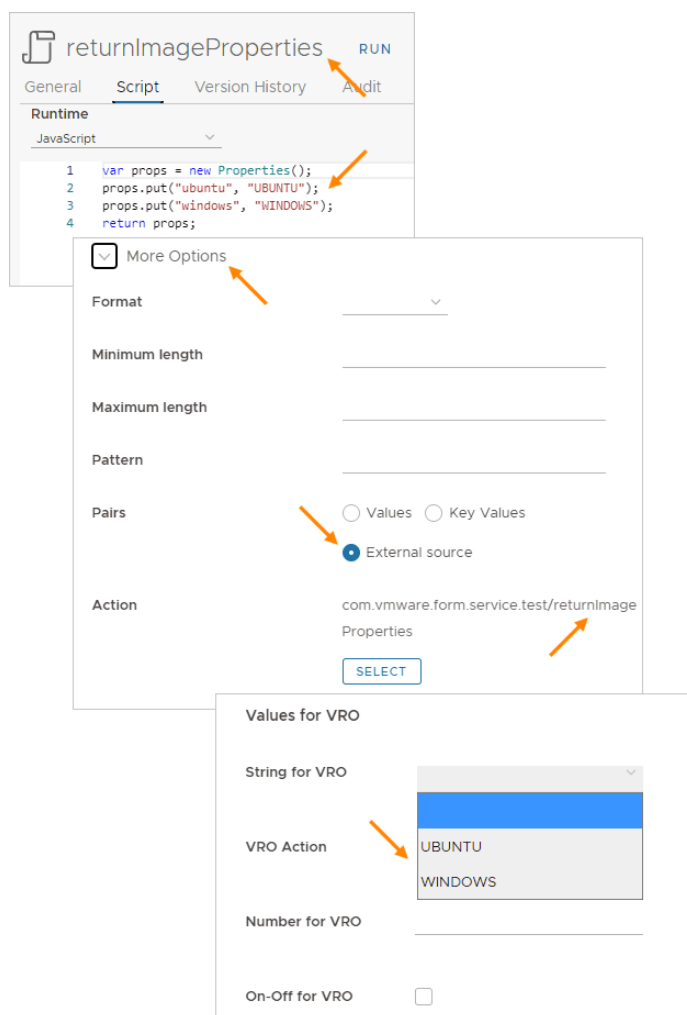 returnImageProperties RUN
General Script Version History Audit
Runtime
JavaScript
1 var props = new Properties();
2 props.put("ubuntu", "UBUNTU");
3 props.put("windows", "WINDOWS");
4 return props;
More Options
Format
Minimum length
Maximum length
Pattern
Pairs Values Key Values
External source
Action com.vmware.form.service.test/returnImage
Properties
SELECT
Values for VRO
String for VRO
VRO Action UBUNTU
WINDOWS
Number for VRO
On-Off for VRO